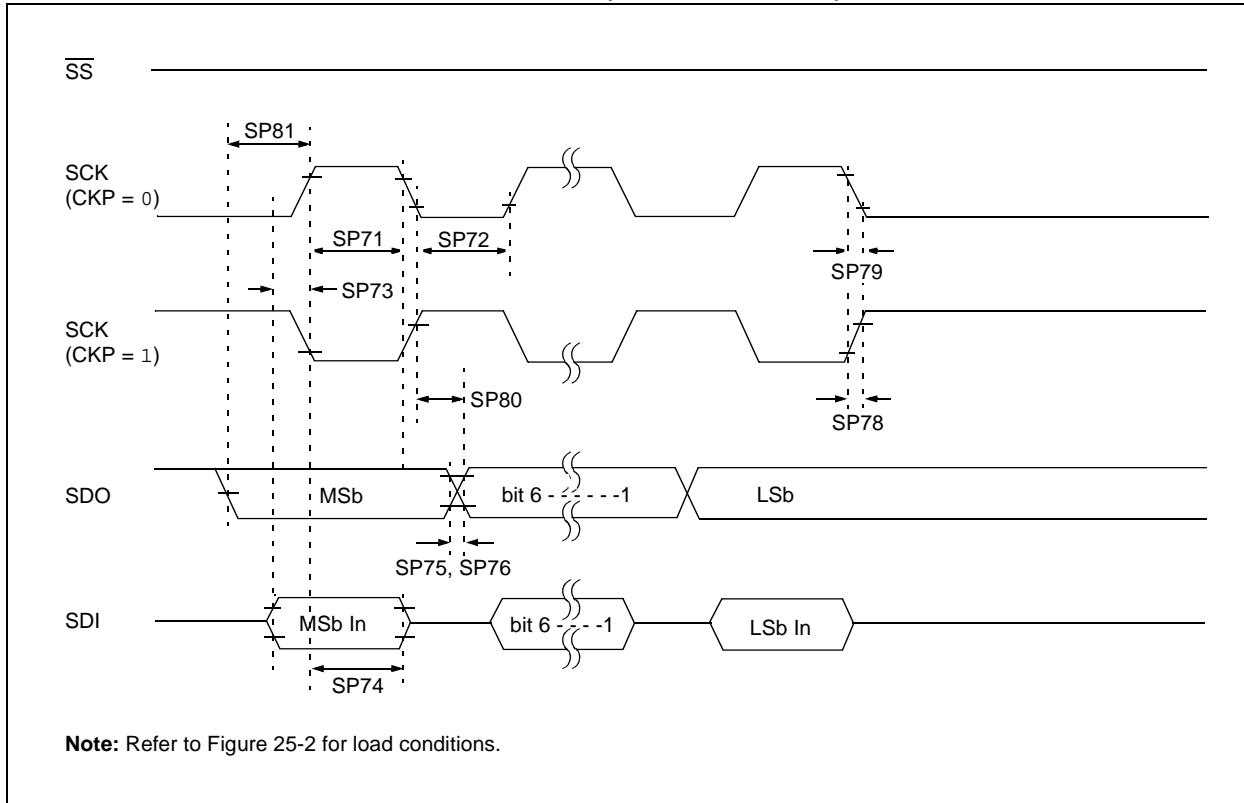 SS
SP81
SCK
(CKP = 0)
SP71
SP72
SP79
SP73
SCK
(CKP = 1)
SP80
SP78
SDO
MSb
bit 6 - - - - - -1
LSb
SP75, SP76
SDI
MSb In
bit 6 - - - -1
LSb In
SP74
Note: Refer to Figure 25-2 for load conditions.